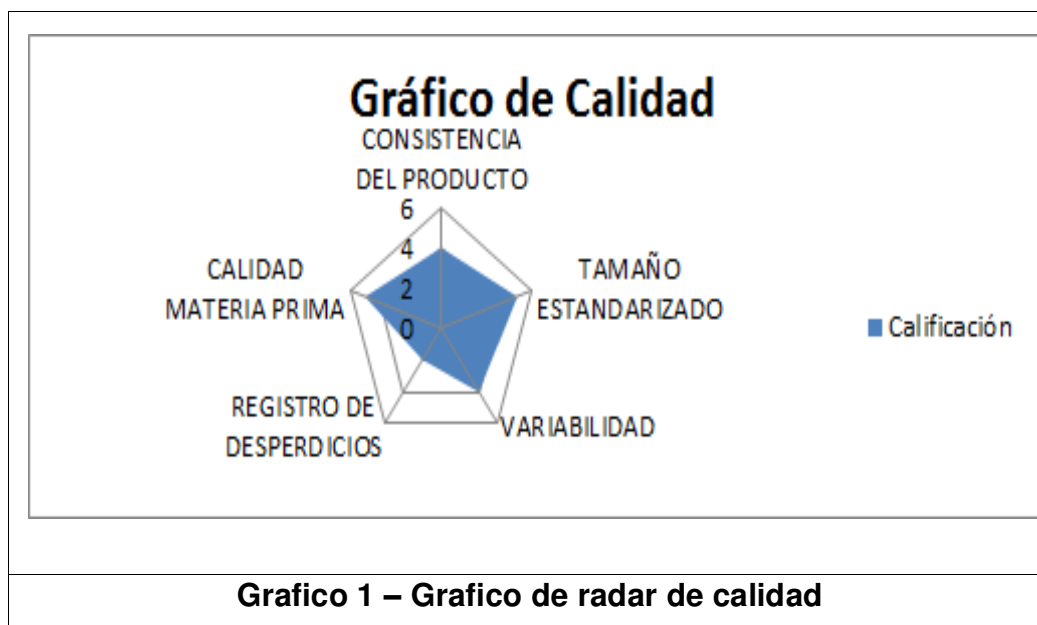 Gráfico de Calidad
CONSISTENCIA
DEL PRODUCTO
6
4
2
0
TAMAÑO
ESTANDARIZADO
VARIABILIDAD
REGISTRO DE
DESPERDICIOS
CALIDAD
MATERIA PRIMA
Calificación
Grafico 1 – Grafico de radar de calidad